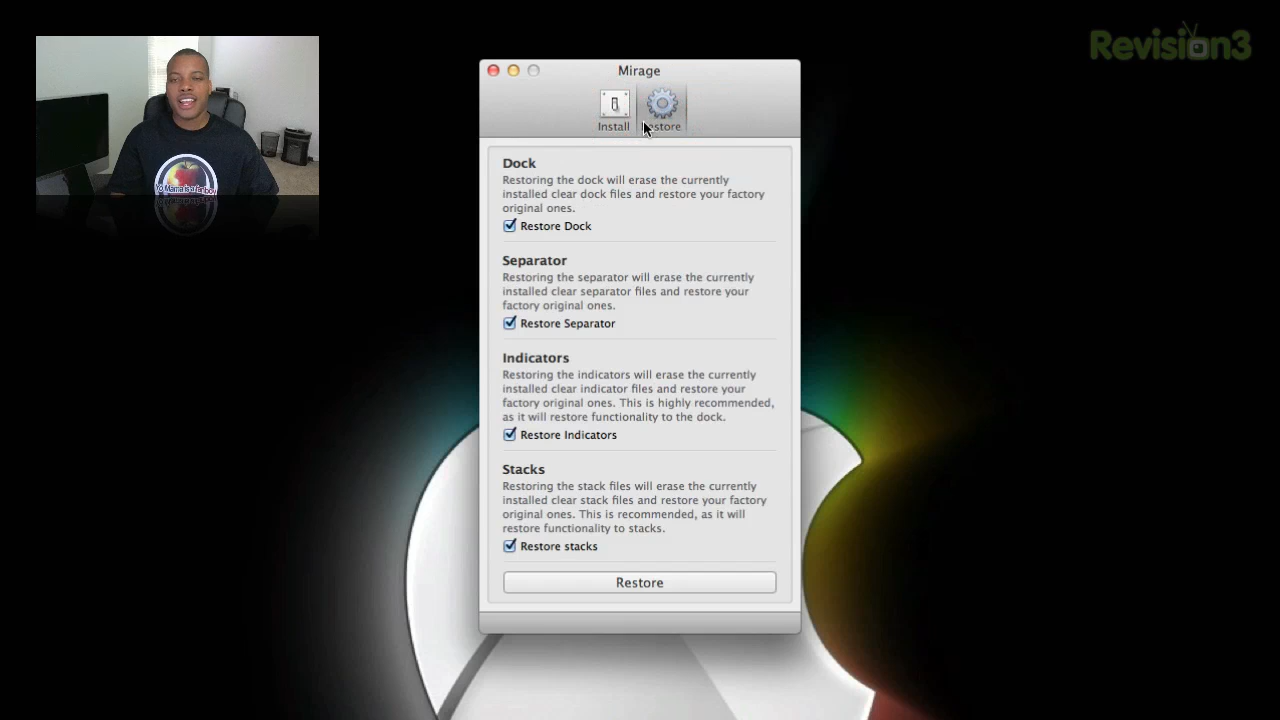 Revision3
Mirage
Install
Restore
Dock
Restoring the dock will erase the currently
installed clear dock files and restore your factory
original ones.
Restore Dock
Separator
Restoring the separator will erase the currently
installed clear separator files and restore your
factory original ones.
Restore Separator
Indicators
Restoring the indicators will erase the currently
installed clear indicator files and restore your
factory original ones. This is highly recommended,
as it will restore functionality to the dock.
Restore Indicators
Stacks
Restoring the stack files will erase the currently
installed clear stack files and restore your factory
original ones. This is recommended, as it will
restore functionality to stacks.
Restore stacks
Restore
Yo Mama is a fanboy